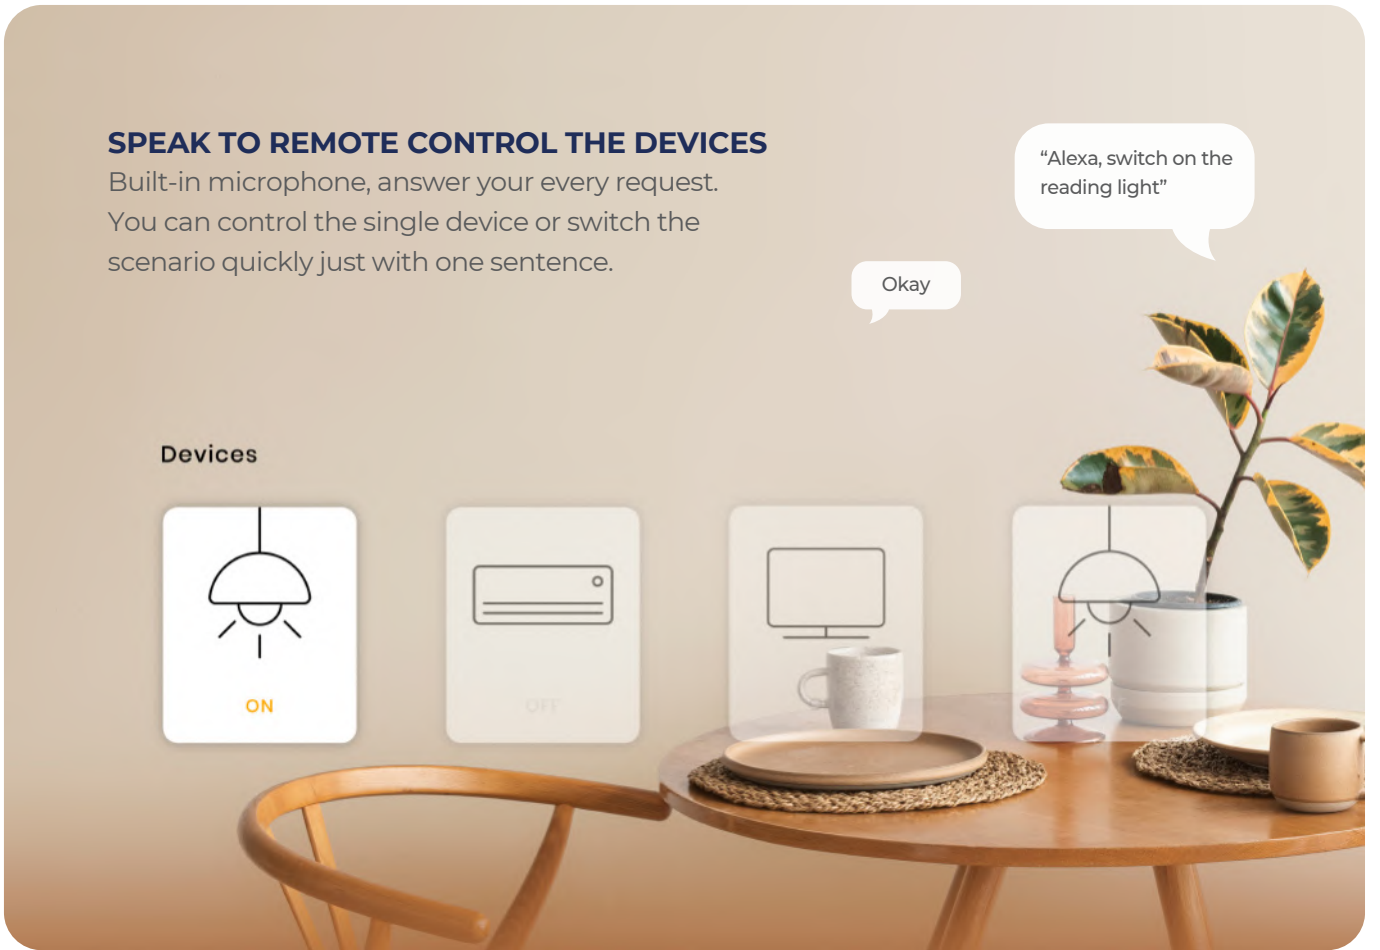 SPEAK TO REMOTE CONTROL THE DEVICES
Built-in microphone, answer your every request.
You can control the single device or switch the
scenario quickly just with one sentence.
“Alexa, switch on the
reading light”
Okay
Devices
ON
OFF